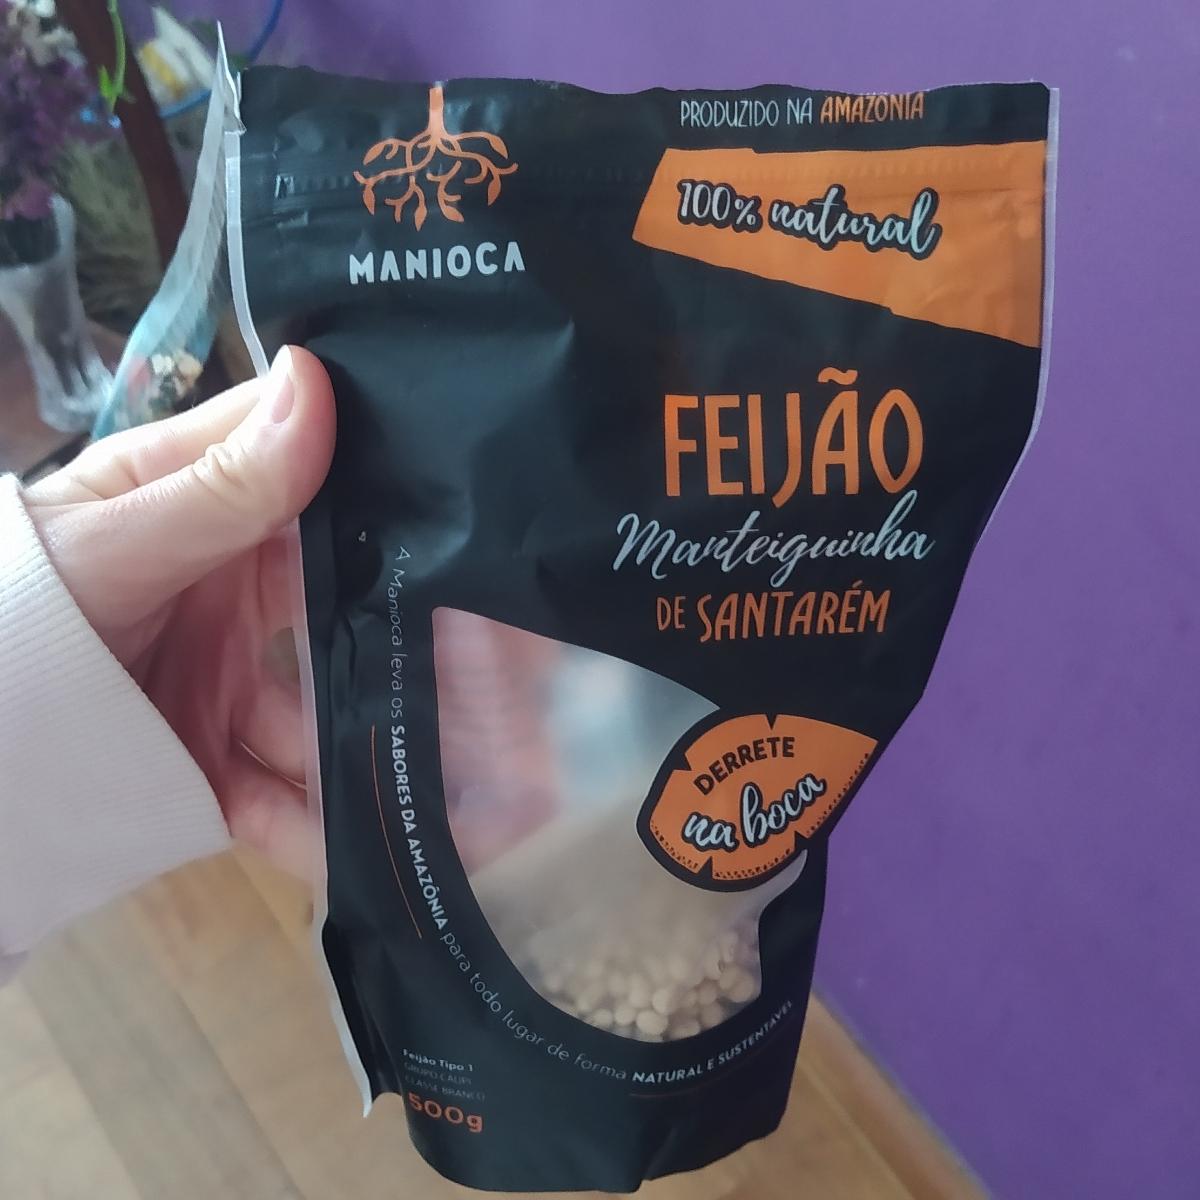 PRODUZIDO NA AMAZÔNIA
100% natural
MANIOCA
FEIJÃO
Manteiguinha
DE SANTARÉM
DERRETE
na boca
A Manioca leva os SABORES DA AMAZÔNIA para todo lugar de forma NATURAL E SUSTENTÁVEL
Feijão Tipo 1
GRUPO CAUPI
CLASSE BRANCO
500g